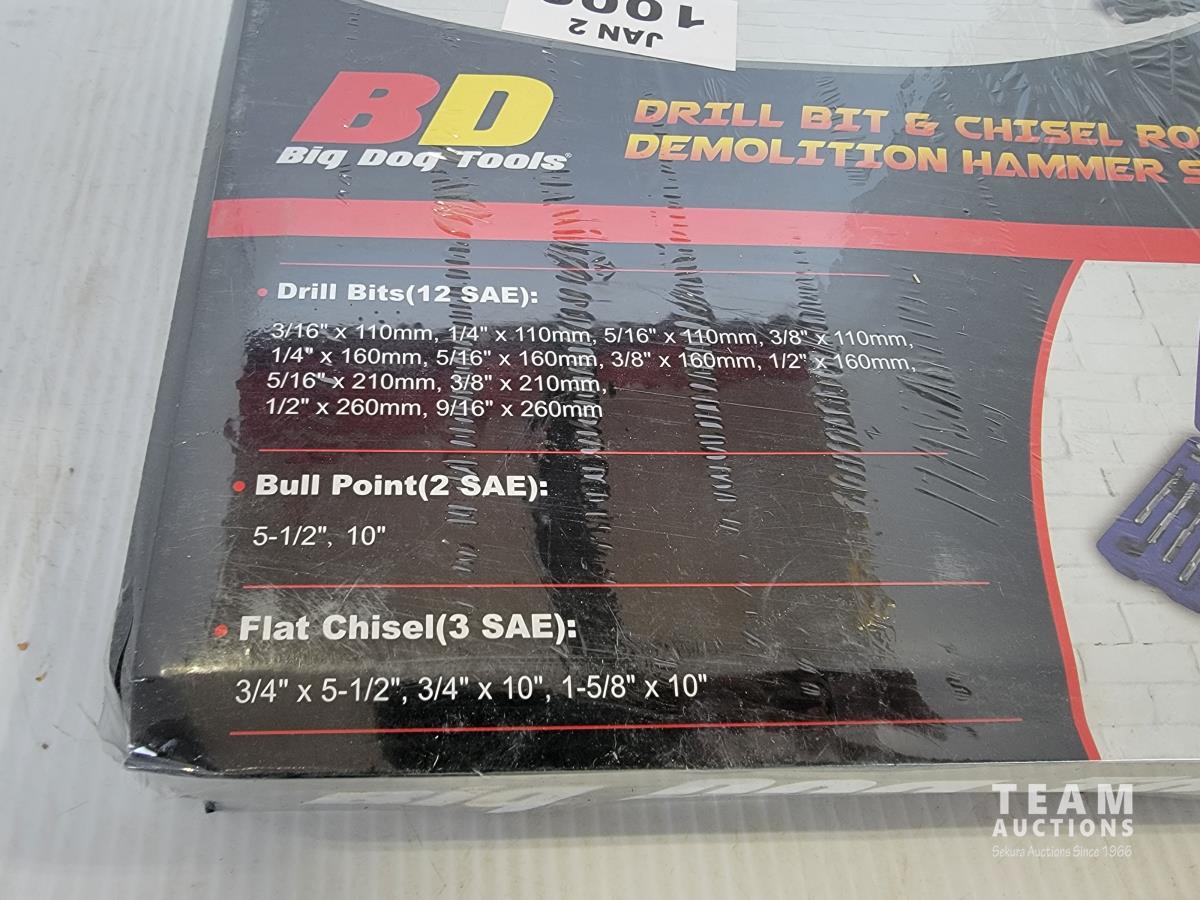 JAN 2
BD
Big Dog Tools®
DRILL BIT & CHISEL
DEMOLITION HAMMER
• Drill Bits(12 SAE):
3/16" x 110mm, 1/4" x 110mm, 5/16" x 110mm, 3/8" x 110mm,
1/4" x 160mm, 5/16" x 160mm, 3/8" x 160mm, 1/2" x 160mm,
5/16" x 210mm, 3/8" x 210mm,
1/2" x 260mm, 9/16" x 260mm
• Bull Point(2 SAE):
5-1/2", 10"
• Flat Chisel(3 SAE):
3/4" x 5-1/2", 3/4" x 10", 1-5/8" x 10"
Big Dog
TEAM
AUCTIONS
Sekura Auctions Since 1966